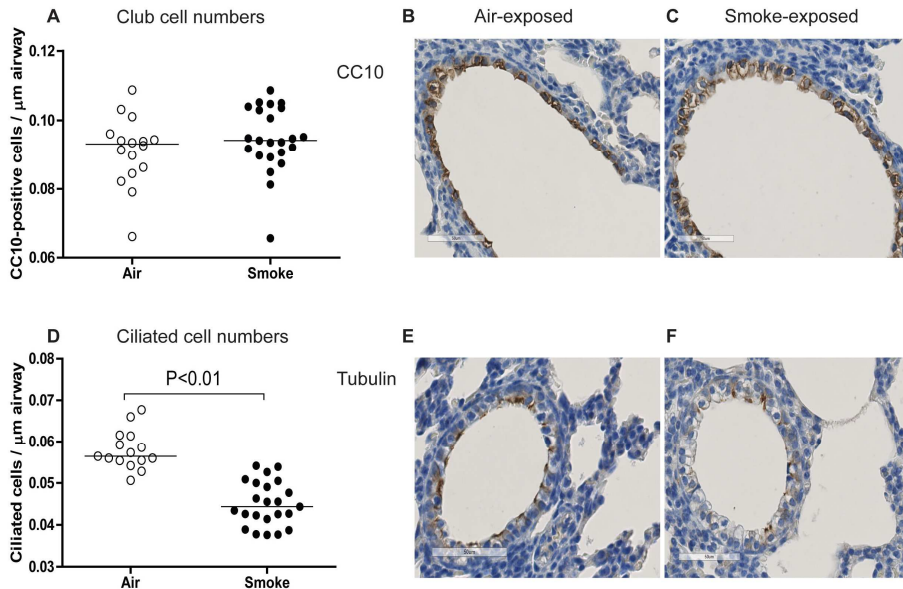 A Club cell numbers
B Air-exposed
C Smoke-exposed
CC10-positive cells / μm airway
0.12
0.10
0.08
0.06
Air Smoke
CC10
D Ciliated cell numbers
E
F
Ciliated cells / μm airway
0.08
0.07
0.06
0.05
0.04
0.03
P<0.01
Air Smoke
Tubulin
50um
50um